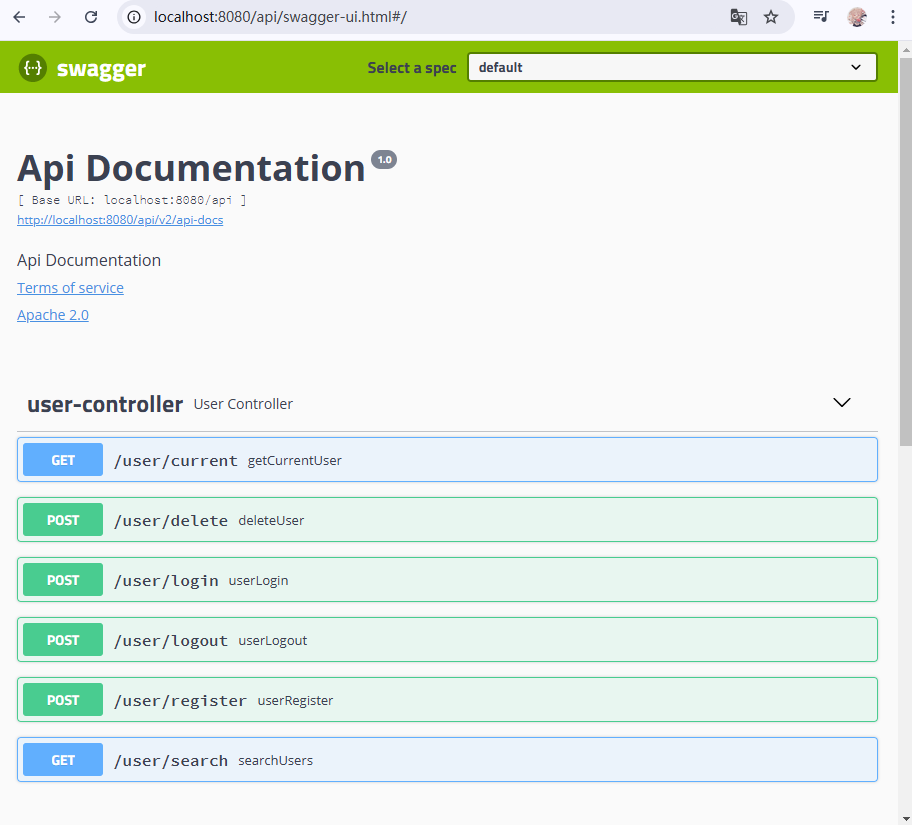 localhost:8080/api/swagger-ui.html#/
{···} swagger Select a spec default
Api Documentation 1.0
[ Base URL: localhost:8080/api ]
http://localhost:8080/api/v2/api-docs
Api Documentation
Terms of service
Apache 2.0
user-controller User Controller
GET /user/current getCurrentUser
POST /user/delete deleteUser
POST /user/login userLogin
POST /user/logout userLogout
POST /user/register userRegister
GET /user/search searchUsers